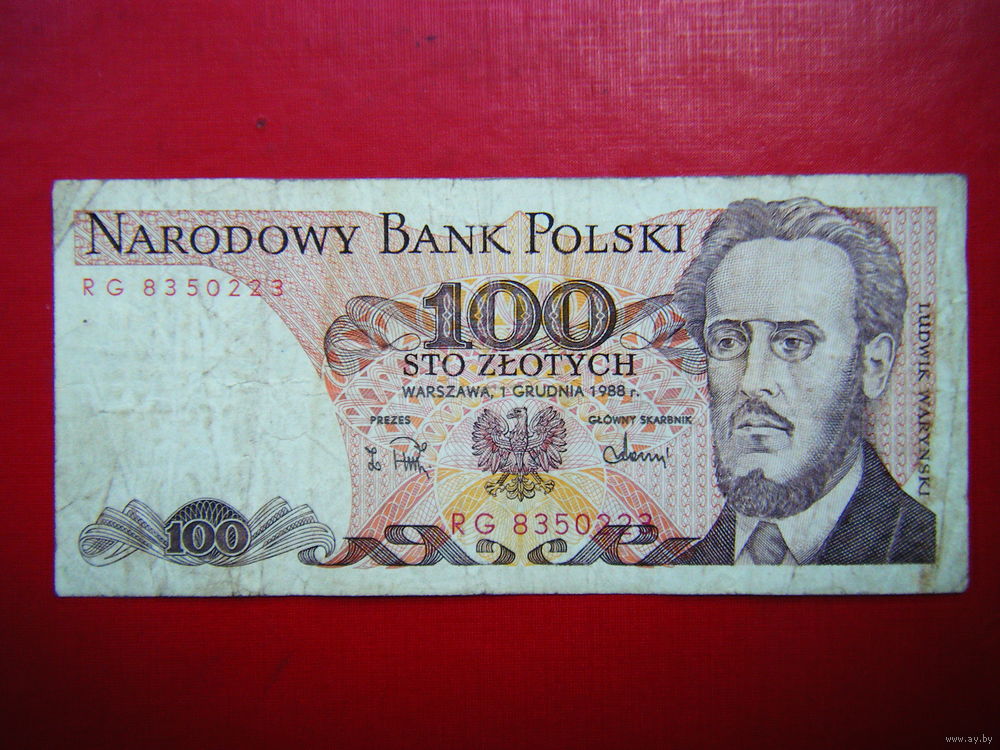 NARODOWY BANK POLSKI
RG 8350223
100
STO ZŁOTYCH
WARSZAWA, 1 GRUDNIA 1988 r.
PREZES GŁÓWNY SKARBNIK
RG 8350223
100
LUDWIK WARYŃSKI
www.ay.by